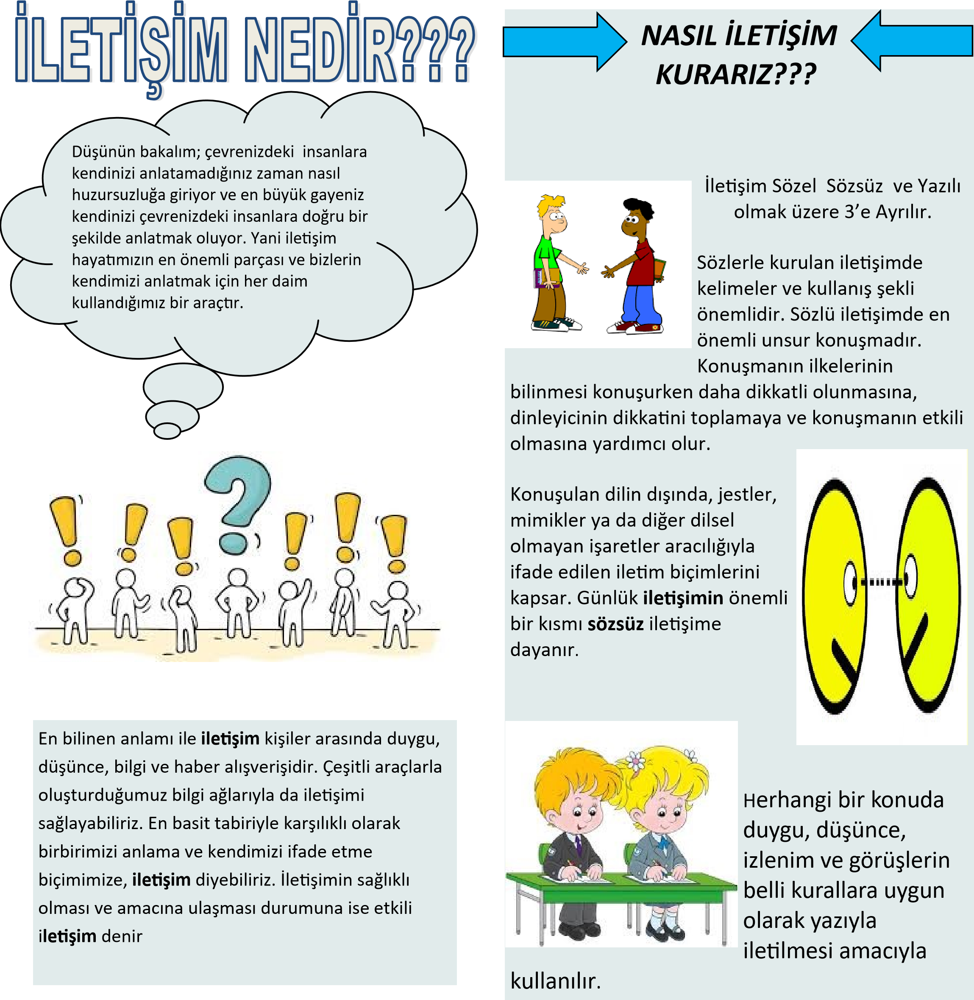 İLETİŞİM NEDİR???
Düşünün bakalım; çevrenizdeki  insanlara
kendinizi anlatamadığınız zaman nasıl
huzursuzluğa giriyor ve en büyük gayeniz
kendinizi çevrenizdeki insanlara doğru bir
şekilde anlatmak oluyor. Yani iletişim
hayatımızın en önemli parçası ve bizlerin
kendimizi anlatmak için her daim
kullandığımız bir araçtır.
En bilinen anlamı ile iletişim kişiler arasında duygu,
düşünce, bilgi ve haber alışverişidir. Çeşitli araçlarla
oluşturduğumuz bilgi ağlarıyla da iletişimi
sağlayabiliriz. En basit tabiriyle karşılıklı olarak
birbirimizi anlama ve kendimizi ifade etme
biçimimize, iletişim diyebiliriz. İletişimin sağlıklı
olması ve amacına ulaşması durumuna ise etkili
iletişim denir
NASIL İLETİŞİM
KURARIZ???
İletişim Sözel  Sözsüz  ve Yazılı
olmak üzere 3’e Ayrılır.
Sözlerle kurulan iletişimde
kelimeler ve kullanış şekli
önemlidir. Sözlü iletişimde en
önemli unsur konuşmadır.
Konuşmanın ilkelerinin
bilinmesi konuşurken daha dikkatli olunmasına,
dinleyicinin dikkatini toplamaya ve konuşmanın etkili
olmasına yardımcı olur.
Konuşulan dilin dışında, jestler,
mimikler ya da diğer dilsel
olmayan işaretler aracılığıyla
ifade edilen iletim biçimlerini
kapsar. Günlük iletişimin önemli
bir kısmı sözsüz iletişime
dayanır.
Herhangi bir konuda
duygu, düşünce,
izlenim ve görüşlerin
belli kurallara uygun
olarak yazıyla
iletilmesi amacıyla
kullanılır.